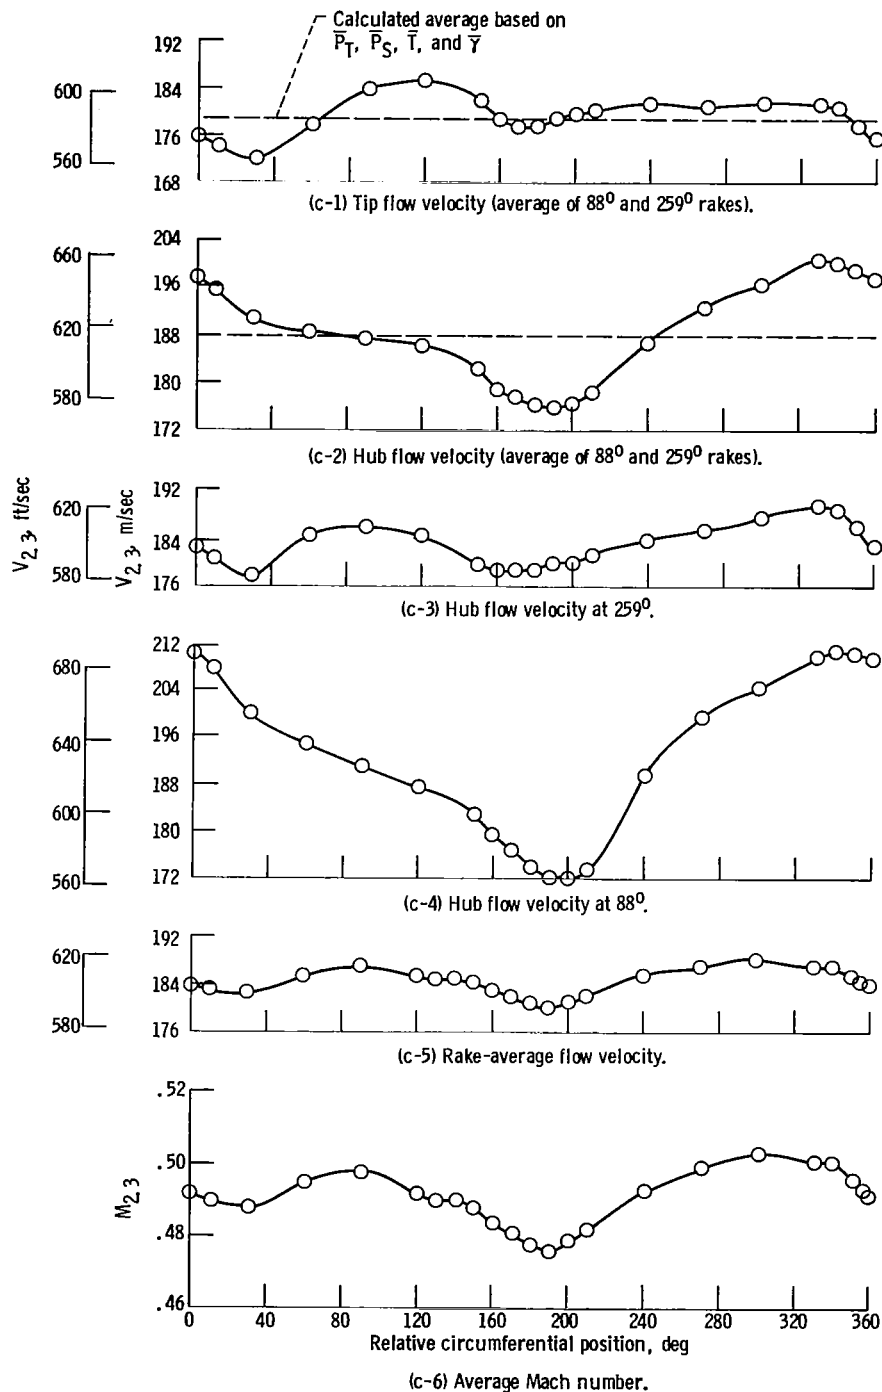 Calculated average based on
P̅T, P̅S, T̅, and γ̅
192
184
176
168
600
560
(c-1) Tip flow velocity (average of 88° and 259° rakes).
204
196
188
180
172
660
620
580
(c-2) Hub flow velocity (average of 88° and 259° rakes).
V2,3, ft/sec
V2,3, m/sec
192
184
176
620
580
(c-3) Hub flow velocity at 259°.
212
204
196
188
180
172
680
640
600
560
(c-4) Hub flow velocity at 88°.
192
184
176
620
580
(c-5) Rake-average flow velocity.
M2,3
.52
.50
.48
.46
0 40 80 120 160 200 240 280 320 360
Relative circumferential position, deg
(c-6) Average Mach number.